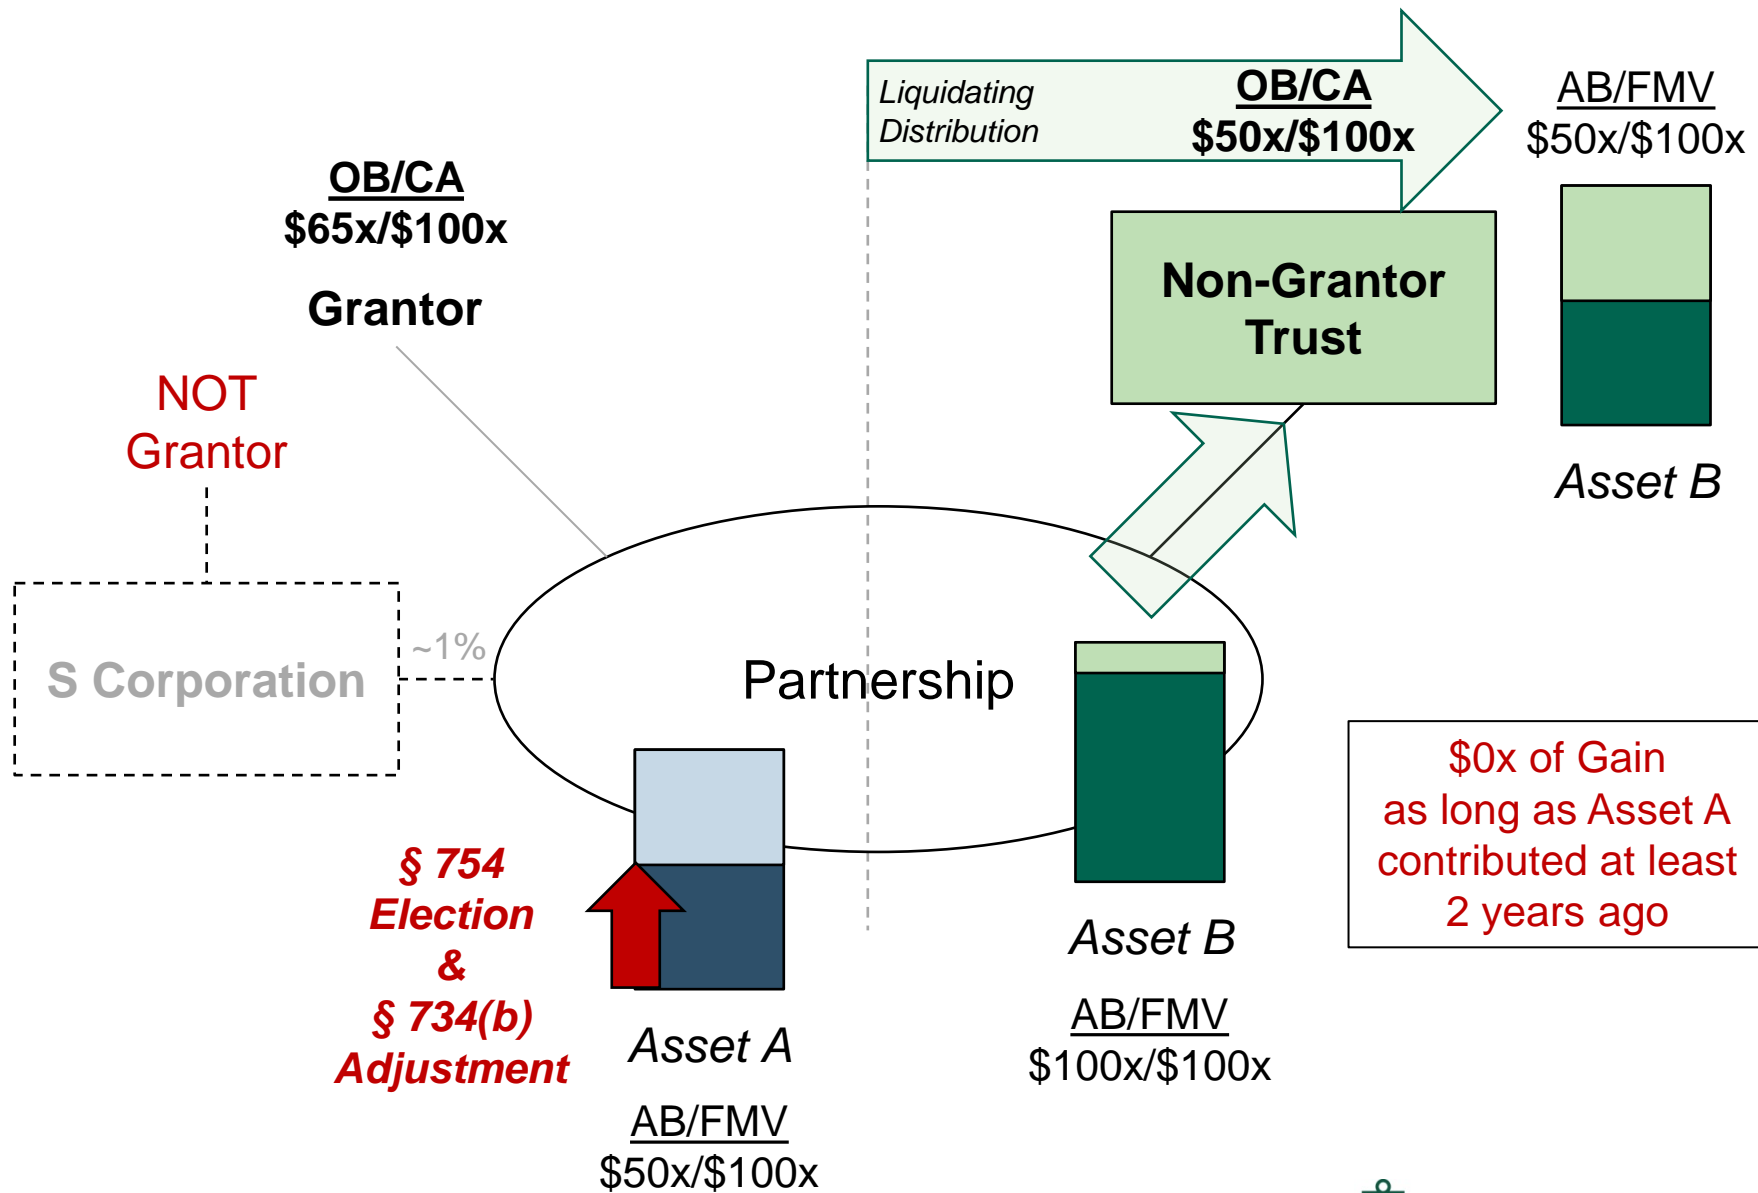 Liquidating
Distribution
OB/CA
$50x/$100x
AB/FMV
$50x/$100x
OB/CA
$65x/$100x
Grantor
Non-Grantor
Trust
NOT
Grantor
Asset B
S Corporation
~1%
Partnership
$0x of Gain
as long as Asset A
contributed at least
2 years ago
§ 754
Election
&
§ 734(b)
Adjustment
Asset A
AB/FMV
$50x/$100x
Asset B
AB/FMV
$100x/$100x